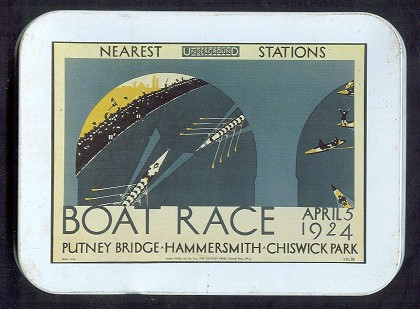 NEAREST UNDERGROUND STATIONS
BOAT RACE APRIL 5 1924
PUTNEY BRIDGE·HAMMERSMITH·CHISWICK PARK